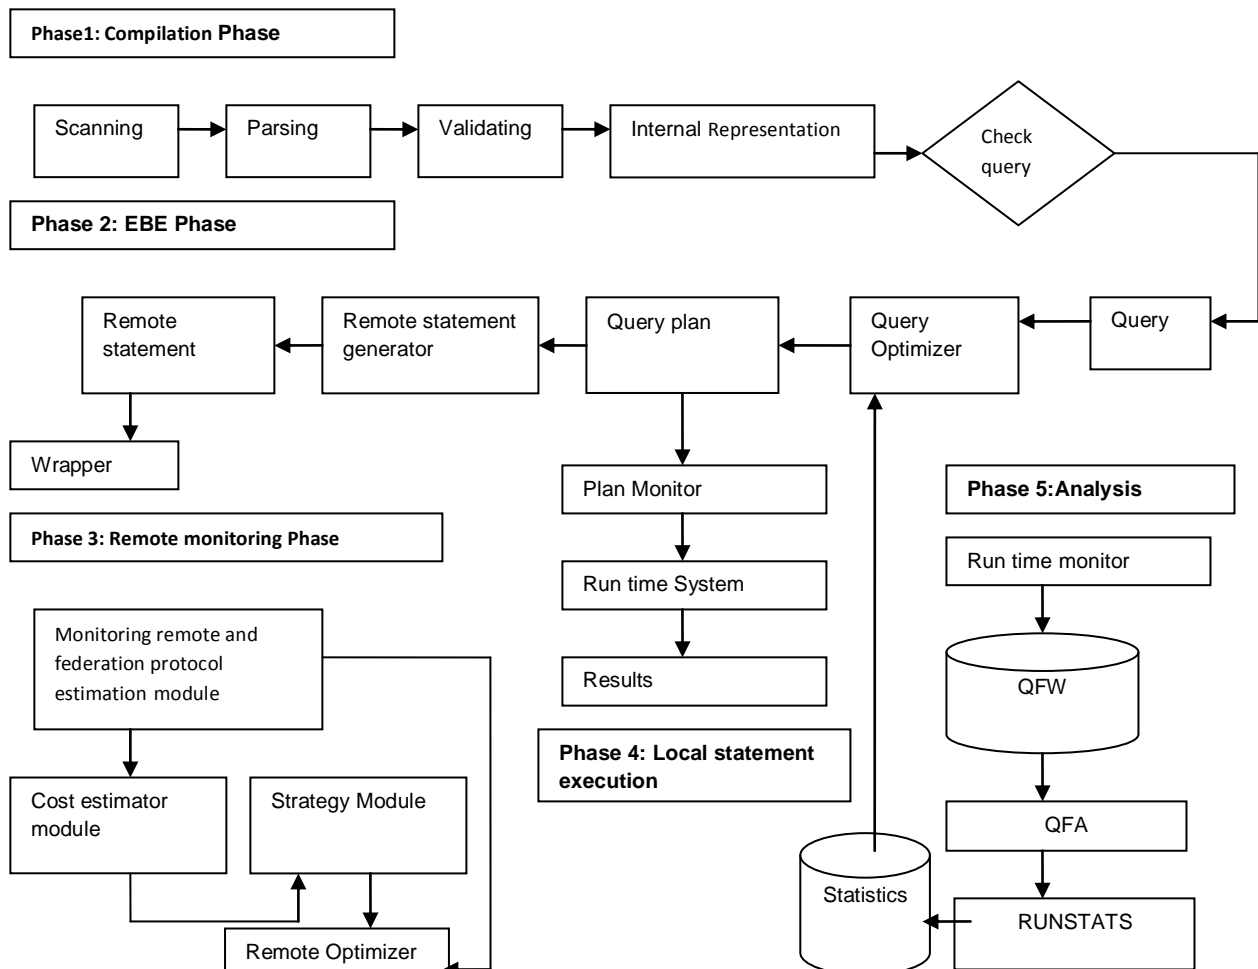 Phase1: Compilation Phase
Scanning
Parsing
Validating
Internal Representation
Check
query
Phase 2: EBE Phase
Remote
statement
Remote statement
generator
Query plan
Query
Optimizer
Query
Wrapper
Plan Monitor
Phase 5:Analysis
Phase 3: Remote monitoring Phase
Run time System
Run time monitor
Monitoring remote and
federation protocol
estimation module
Results
QFW
Phase 4: Local statement
execution
Cost estimator
module
Strategy Module
QFA
Statistics
RUNSTATS
Remote Optimizer